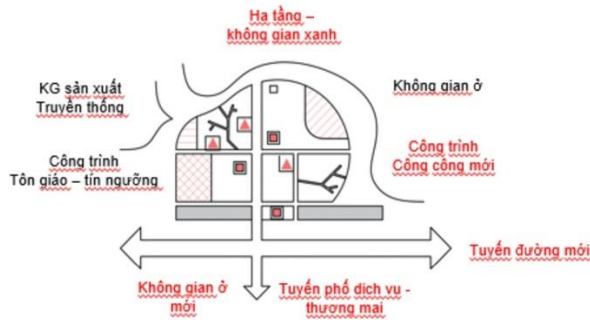 Hạ tầng –
không gian xanh
KG sản xuất
Truyền thống
Không gian ở
Công trình
Tôn giáo – tín ngưỡng
Công trình
Công công mới
Tuyến đường mới
Không gian ở
mới
Tuyến phố dịch vụ -
thương mại